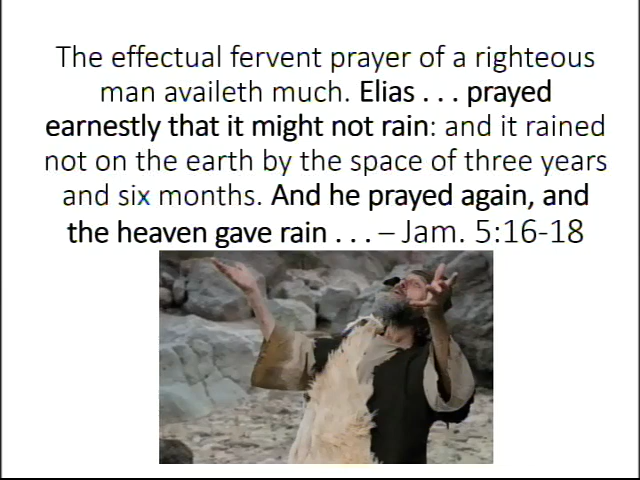 The effectual fervent prayer of a righteous
man availeth much. Elias . . . prayed
earnestly that it might not rain: and it rained
not on the earth by the space of three years
and six months. And he prayed again, and
the heaven gave rain . . . – Jam. 5:16-18